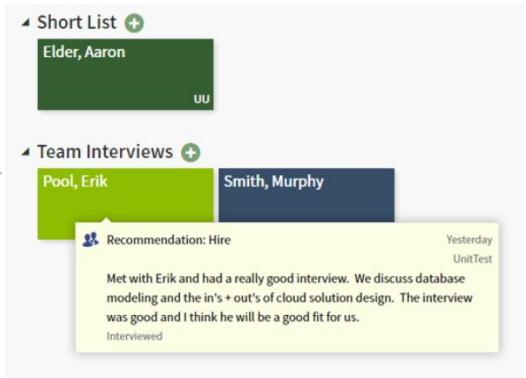 Short List
Elder, Aaron
UU
Team Interviews
Pool, Erik
Smith, Murphy
Recommendation: Hire
Yesterday
UnitTest
Met with Erik and had a really good interview. We discuss database
modeling and the in's + out's of cloud solution design. The interview
was good and I think he will be a good fit for us.
Interviewed